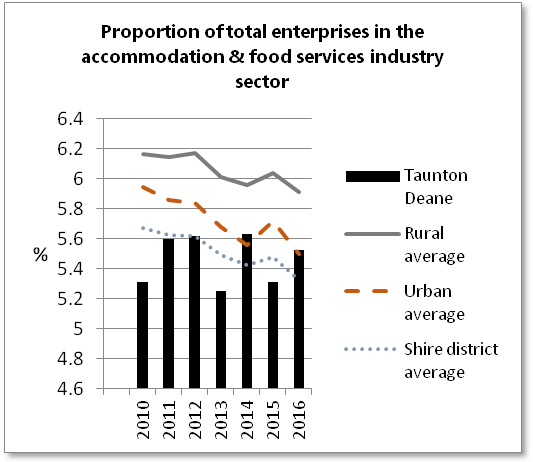 Proportion of total enterprises in the
accommodation & food services industry
sector
6.4
6.2
6
5.8
5.6
5.4
5.2
5
4.8
4.6
%
2010
2011
2012
2013
2014
2015
2016
Taunton
Deane
Rural
average
Urban
average
Shire district
average